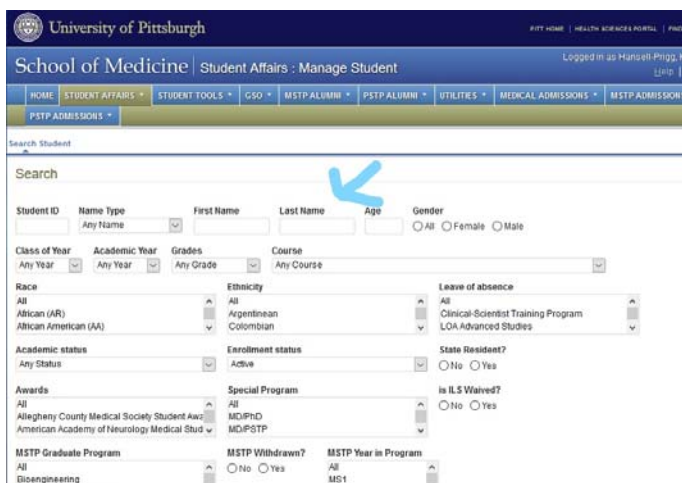 University of Pittsburgh
PITT HOME | HEALTH SCIENCES PORTAL | FIND
School of Medicine | Student Affairs : Manage Student
Logged in as Hansell-Prigg,
Help |
HOME STUDENT AFFAIRS STUDENT TOOLS GSO MSTP ALUMNI PSTP ALUMNI UTILITIES MEDICAL ADMISSIONS MSTP ADMISSION
PSTP ADMISSIONS
Search Student
Search
Student ID Name Type First Name Last Name Age Gender
Any Name All Female Male
Class of Year Academic Year Grades Course
Any Year Any Year Any Grade Any Course
Race Ethnicity Leave of absence
All All All
African (AR) Argentinean Clinical-Scientist Training Program
African American (AA) Colombian LOA Advanced Studies
Academic status Enrollment status State Resident?
Any Status Active No Yes
Awards Special Program is ILS Waived?
All All No Yes
Allegheny County Medical Society Student Awa MD/PhD
American Academy of Neurology Medical Stud MD/PSTP
MSTP Graduate Program MSTP Withdrawn? MSTP Year in Program
All No Yes All
Bioengineering MS1